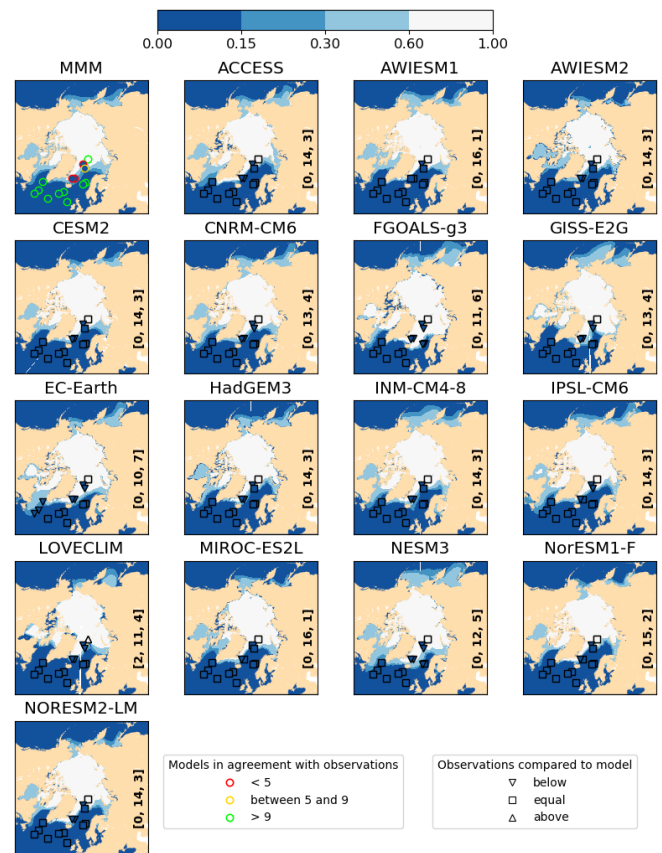 0.00 0.15 0.30 0.60 1.00
MMM ACCESS AWIESM1 AWIESM2
[0, 14, 3] [0, 16, 1] [0, 14, 3]
CESM2 CNRM-CM6 FGOALS-g3 GISS-E2G
[0, 14, 3] [0, 13, 4] [0, 11, 6] [0, 13, 4]
EC-Earth HadGEM3 INM-CM4-8 IPSL-CM6
[0, 10, 7] [0, 14, 3] [0, 14, 3] [0, 14, 3]
LOVECLIM MIROC-ES2L NESM3 NorESM1-F
[2, 11, 4] [0, 16, 1] [0, 12, 5] [0, 15, 2]
NORESM2-LM
[0, 14, 3]
Models in agreement with observations
< 5
between 5 and 9
> 9
Observations compared to model
below
equal
above